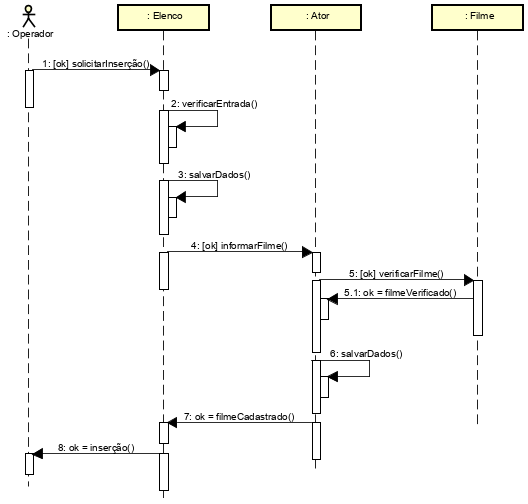 : Elenco
: Ator
: Filme
: Operador
1: [ok] solicitarInserção()
2: verificarEntrada()
3: salvarDados()
4: [ok] informarFilme()
5: [ok] verificarFilme()
5.1: ok = filmeVerificado()
6: salvarDados()
7: ok = filmeCadastrado()
8: ok = inserção()